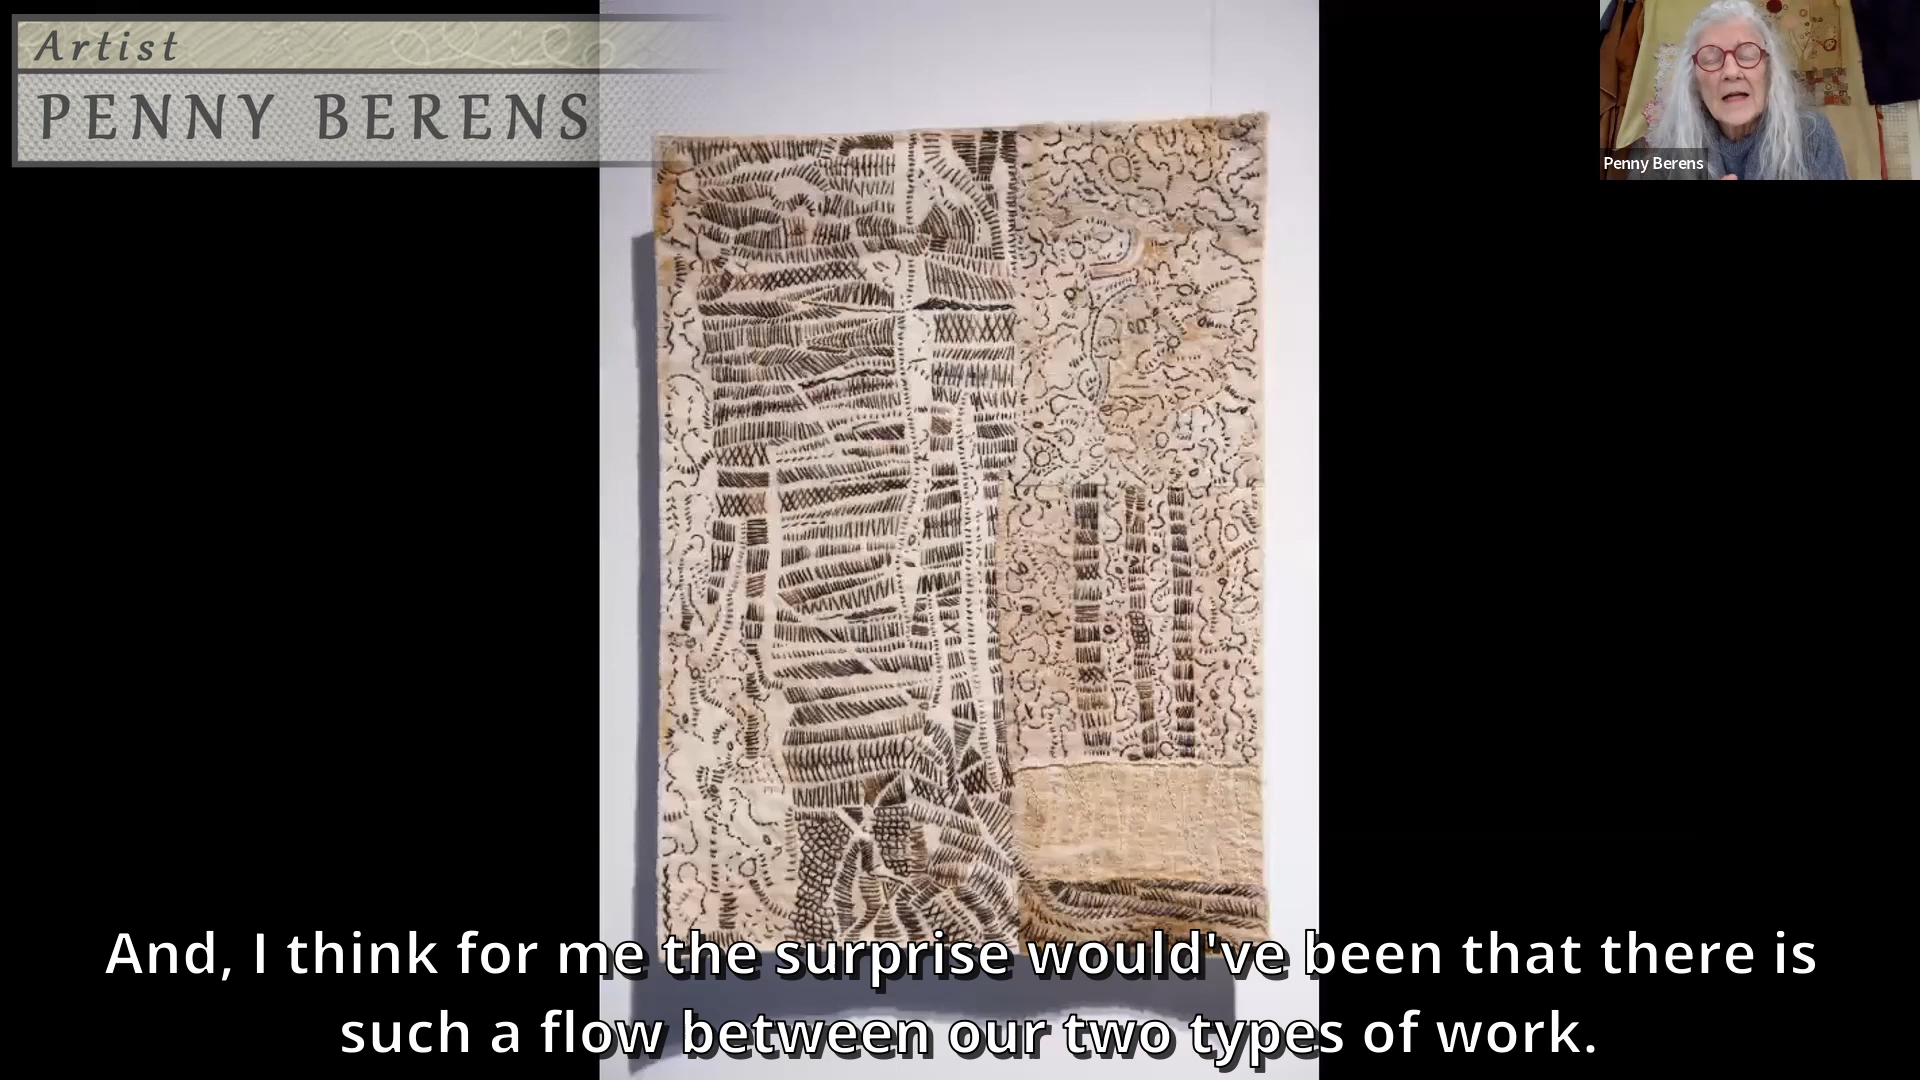 Artist
PENNY BERENS
Penny Berens
And, I think for me the surprise would've been that there is
such a flow between our two types of work.